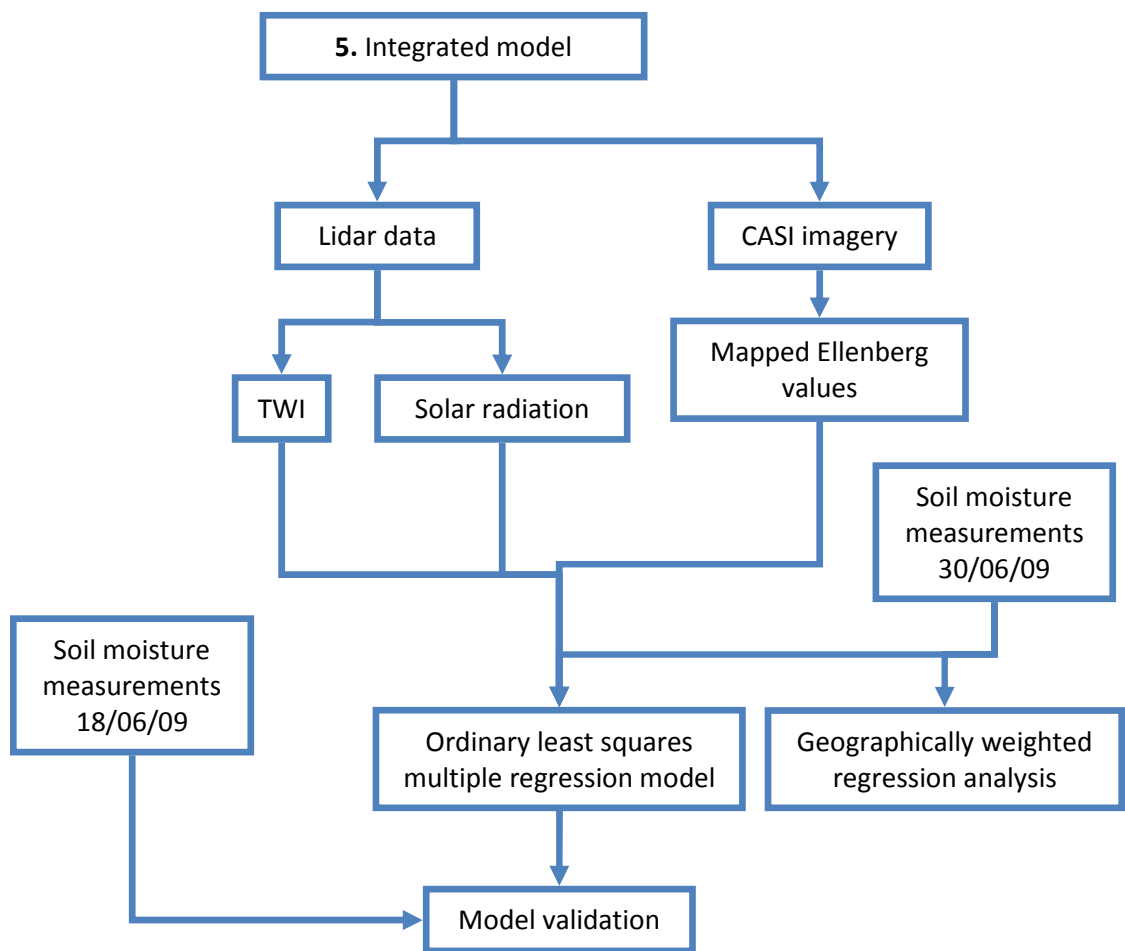 5. Integrated model
Lidar data
CASI imagery
TWI
Solar radiation
Mapped Ellenberg
values
Soil moisture
measurements
30/06/09
Soil moisture
measurements
18/06/09
Ordinary least squares
multiple regression model
Geographically weighted
regression analysis
Model validation